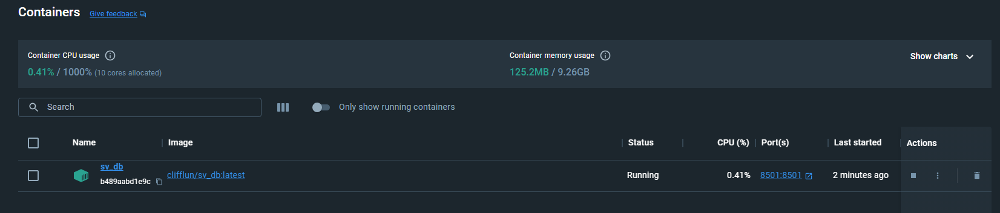 Containers Give feedback
Container CPU usage
0.41% / 1000% (10 cores allocated)
Container memory usage
125.2MB / 9.26GB
Show charts
Search
Only show running containers
Name Image Status CPU (%) Port(s) Last started Actions
sv_db
b489aabd1e9c
clifflun/sv_db:latest Running 0.41% 8501:8501 2 minutes ago